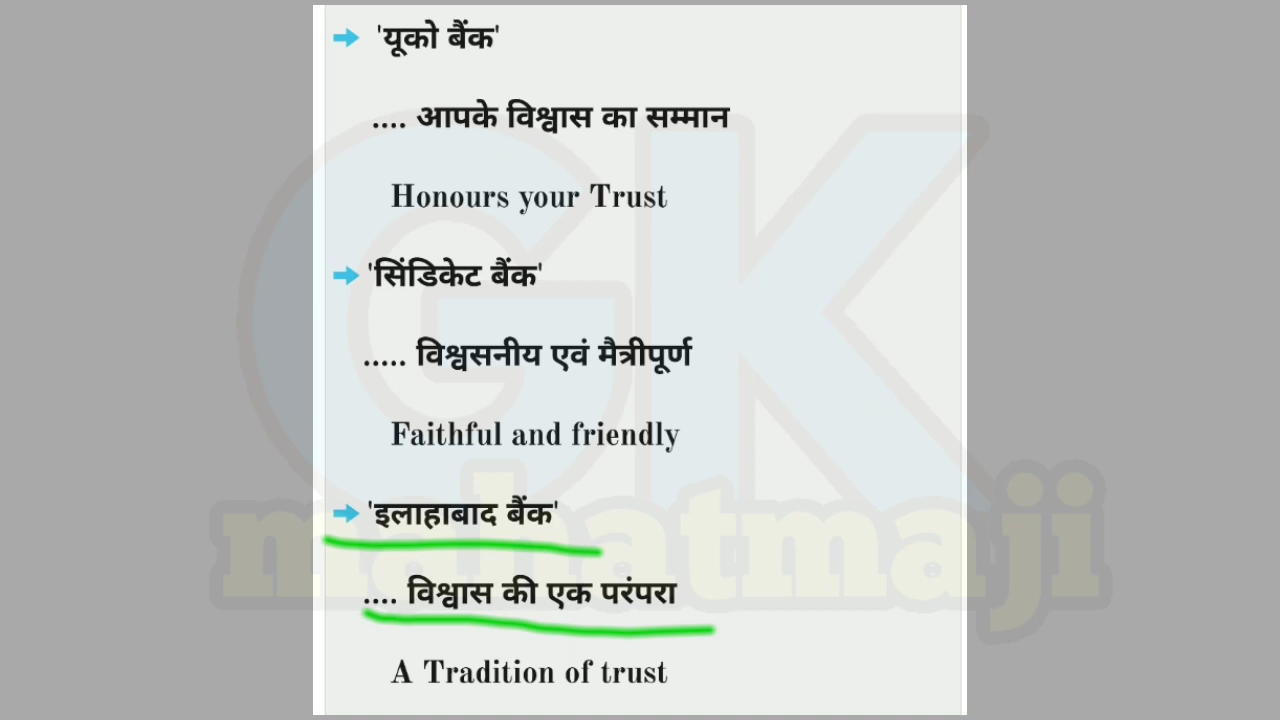 'यूको बैंक'
.... आपके विश्वास का सम्मान
Honours your Trust
'सिंडिकेट बैंक'
..... विश्वसनीय एवं मैत्रीपूर्ण
Faithful and friendly
'इलाहाबाद बैंक'
.... विश्वास की एक परंपरा
A Tradition of trust
GK
mahatmaji